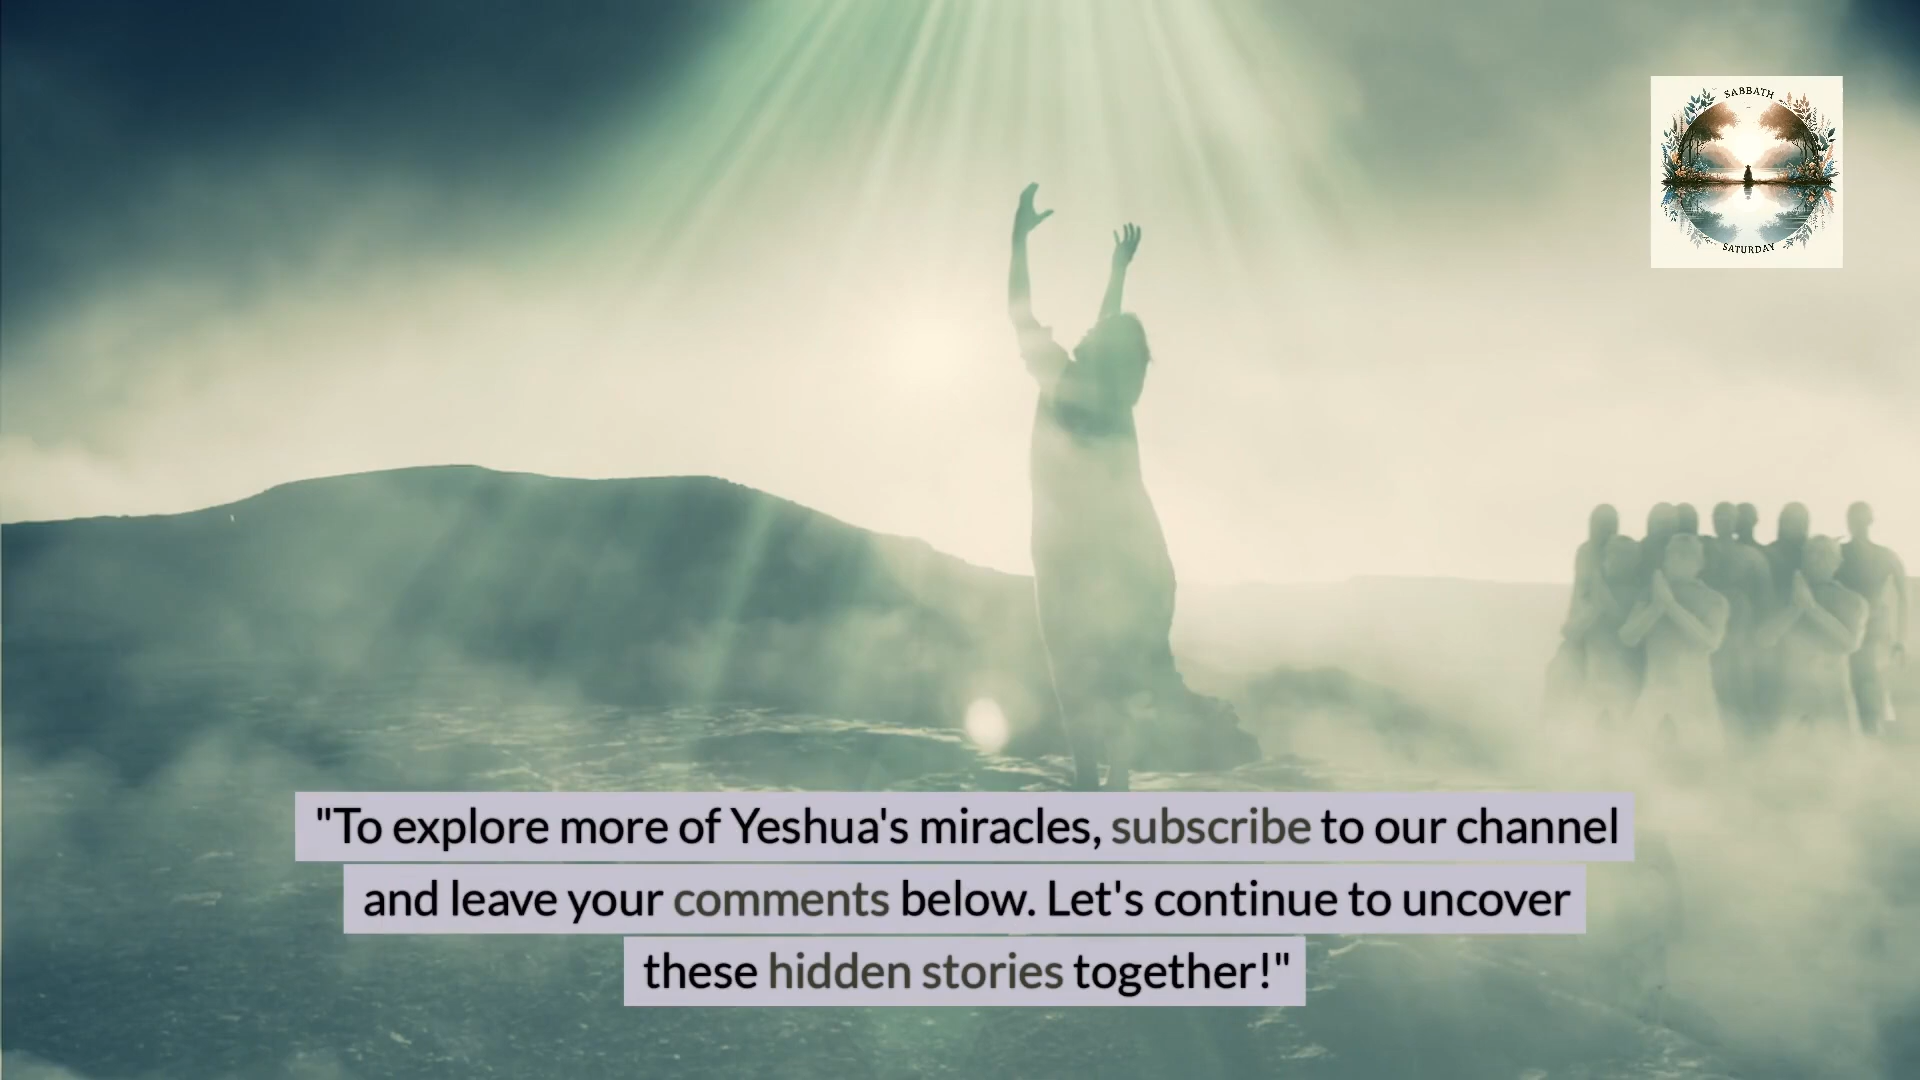 SABBATH
SATURDAY
"To explore more of Yeshua's miracles, subscribe to our channel
and leave your comments below. Let's continue to uncover
these hidden stories together!"